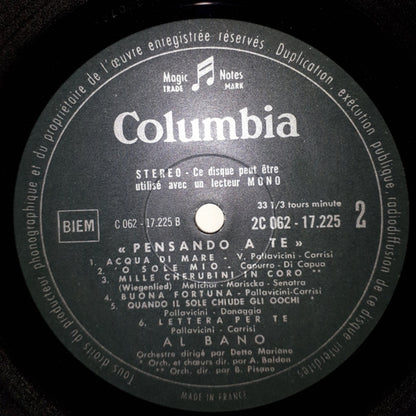 Tous droits du producteur phonographique et du propriétaire de l'œuvre enregistrée réservés. Duplication, exécution publique, radiodiffusion de ce disque interdites
Magic Notes
TRADE MARK
Columbia
STEREO - Ce disque peut être
utilisé avec un lecteur MONO
33 1/3 tours minute
BIEM
C 062 - 17.225 B
2C 062 - 17.225
2
« PENSANDO A TE »
1. ACQUA DI MARE - V. Pallavicini - Carrisi
2. 'O SOLE MIO - Capurro - Di Capua
3. MILLE CHERUBINI IN CORO **
(Wiegenlied) Melichar - Mariscka - Senatra
4. BUONA FORTUNA - Pallavicini-Carrisi
5. QUANDO IL SOLE CHIUDE GLI OOCHI *
Pallavicini - Donaggio
6. LETTERA PER TE
Pallavicini - Carrisi
AL BANO
Orchestre dirigé par Detto Mariano
* Orch. et chœurs dir. par A. Baldan
** Orch. dir. par B. Pisano
MADE IN FRANCE